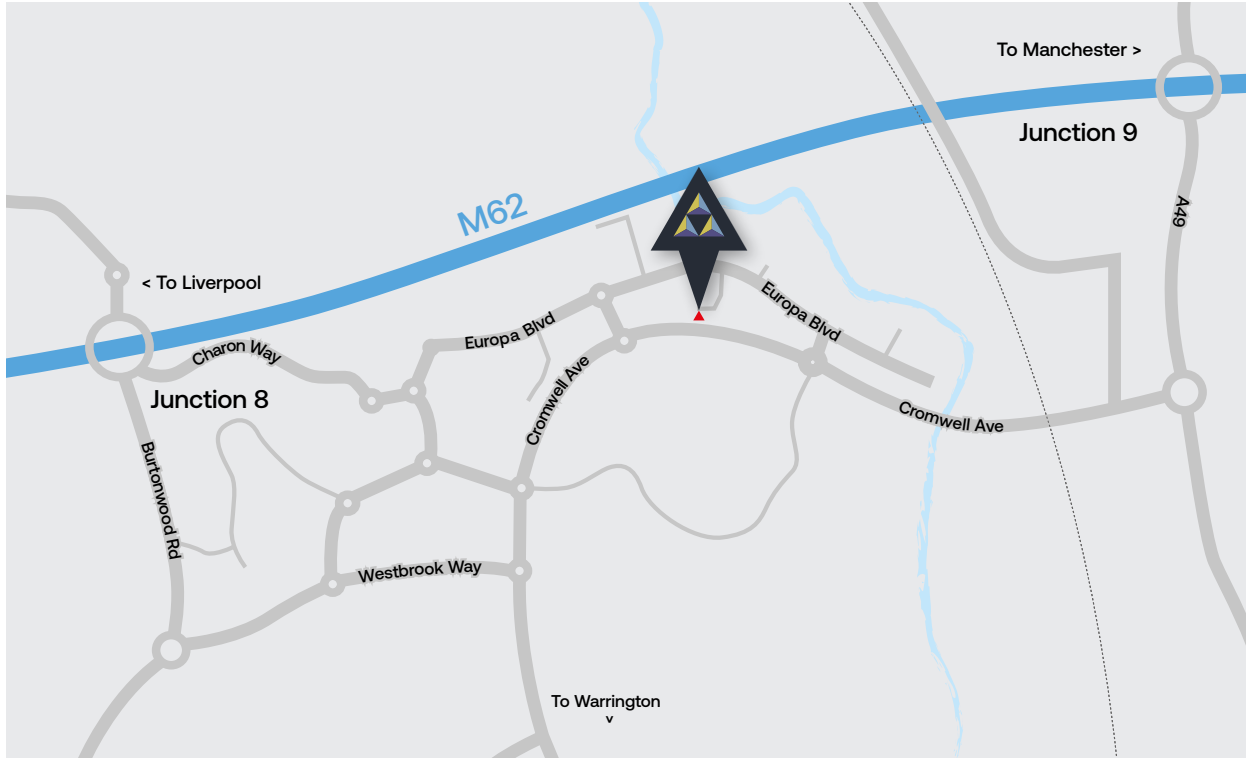 To Manchester >
Junction 9
M62
A49
< To Liverpool
Europa Blvd
Europa Blvd
Charon Way
Junction 8
Cromwell Ave
Cromwell Ave
Burtonwood Rd
Westbrook Way
To Warrington
v